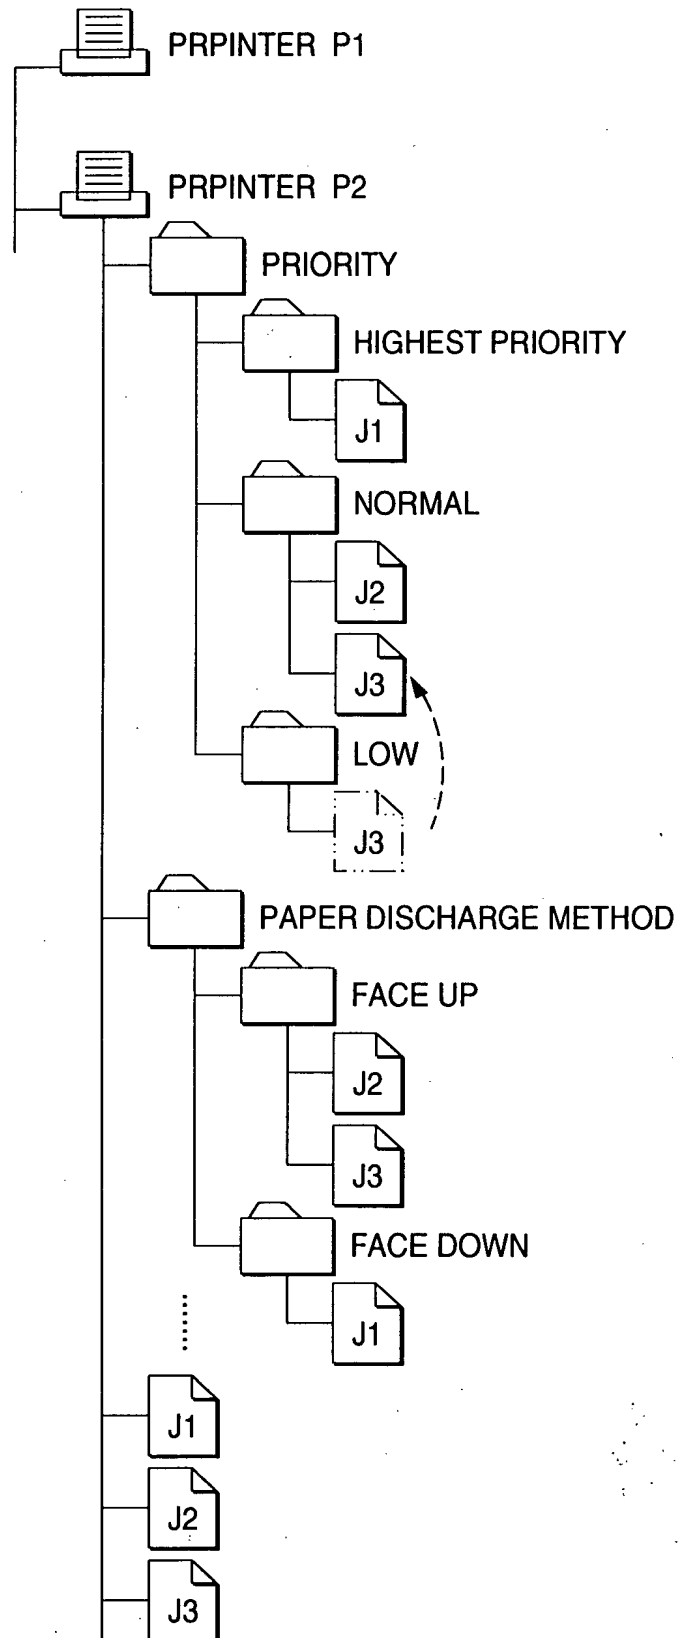 PRPINTER P1
PRPINTER P2
PRIORITY
HIGHEST PRIORITY
J1
NORMAL
J2
J3
LOW
J3
PAPER DISCHARGE METHOD
FACE UP
J2
J3
FACE DOWN
J1
J1
J2
J3